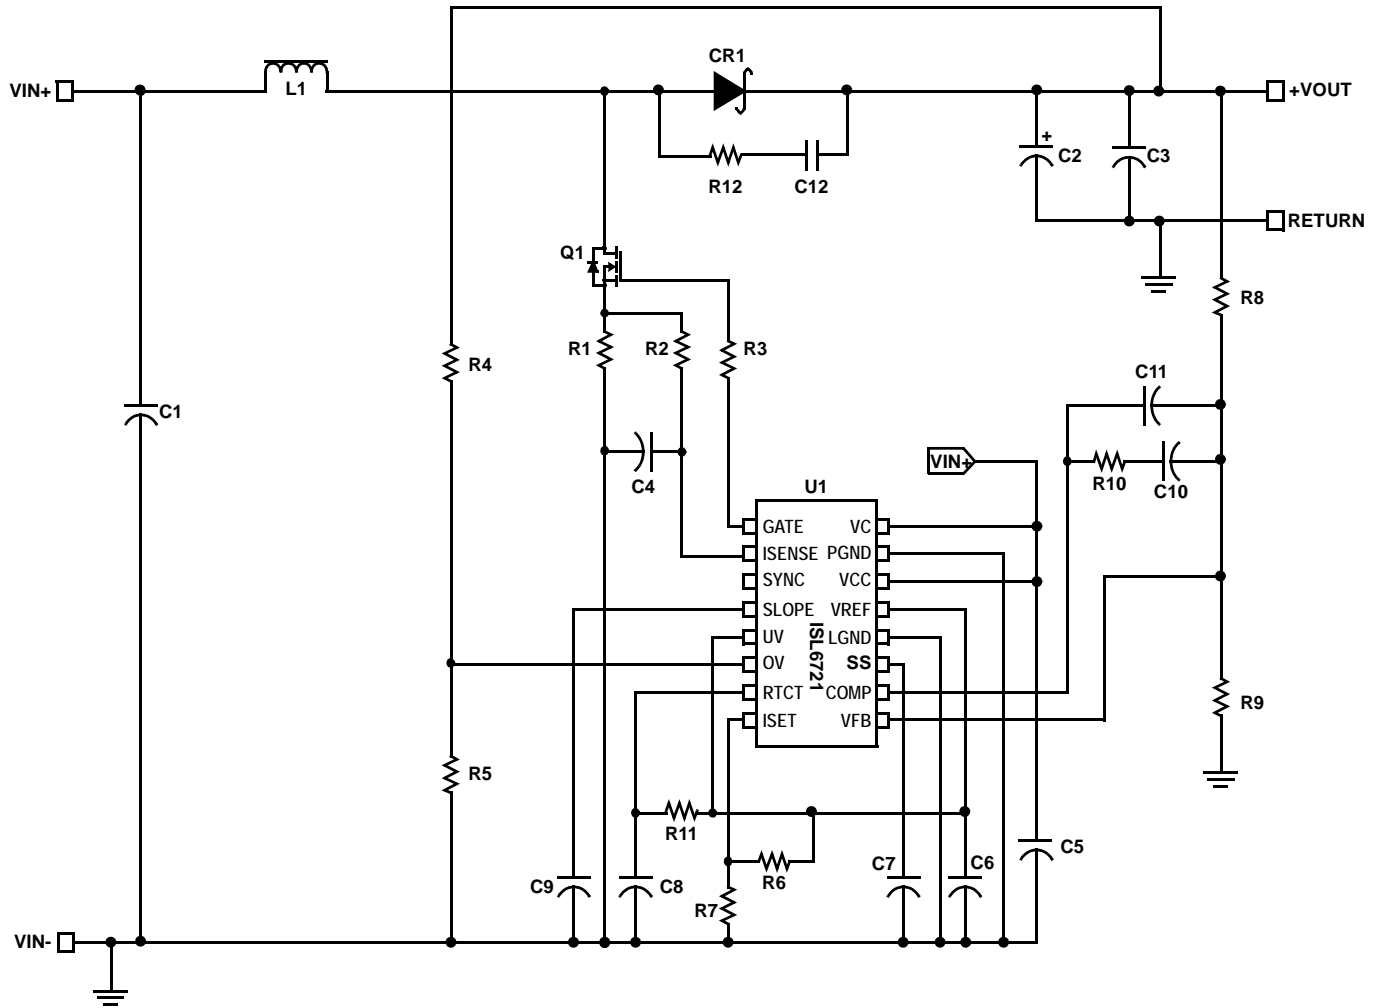 CR1
VIN+
L1
+VOUT
+
C2
C3
R12
C12
RETURN
Q1
R8
R1
R2
R3
R4
C11
C1
VIN+
R10
C10
C4
U1
GATE
VC
ISENSE
PGND
SYNC
VCC
SLOPE
VREF
UV
LGND
OV
SS
RTCT
COMP
ISET
VFB
ISL6721
R9
R5
R11
R6
C9
C8
R7
C7
C6
C5
VIN-